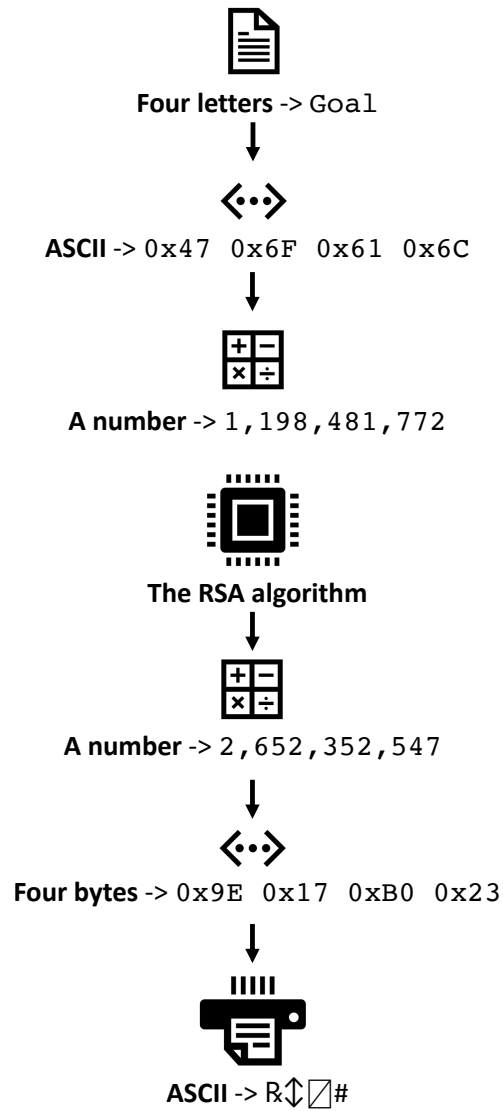 Four letters -> Goal
ASCII -> 0x47 0x6F 0x61 0x6C
A number -> 1,198,481,772
The RSA algorithm
A number -> 2,652,352,547
Four bytes -> 0x9E 0x17 0xB0 0x23
ASCII -> ℞↕⍁#